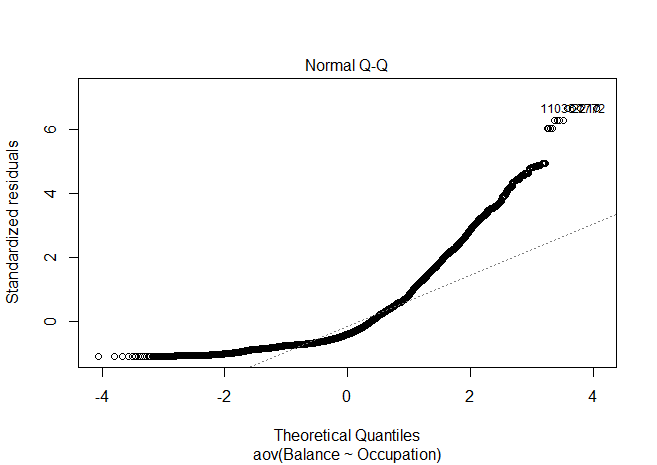 Normal Q-Q
Standardized residuals
6
4
2
0
-4
-2
0
2
4
Theoretical Quantiles
aov(Balance ~ Occupation)